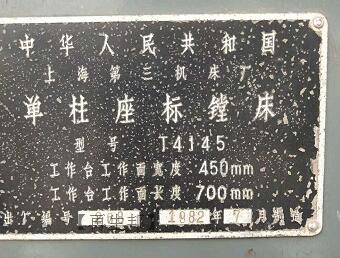 中华人民共和国
上海第三机床厂
单柱座标镗床
型号 T4145
工作台工作面宽度 450mm
工作台工作面长度 700mm
编号 1982年 7月